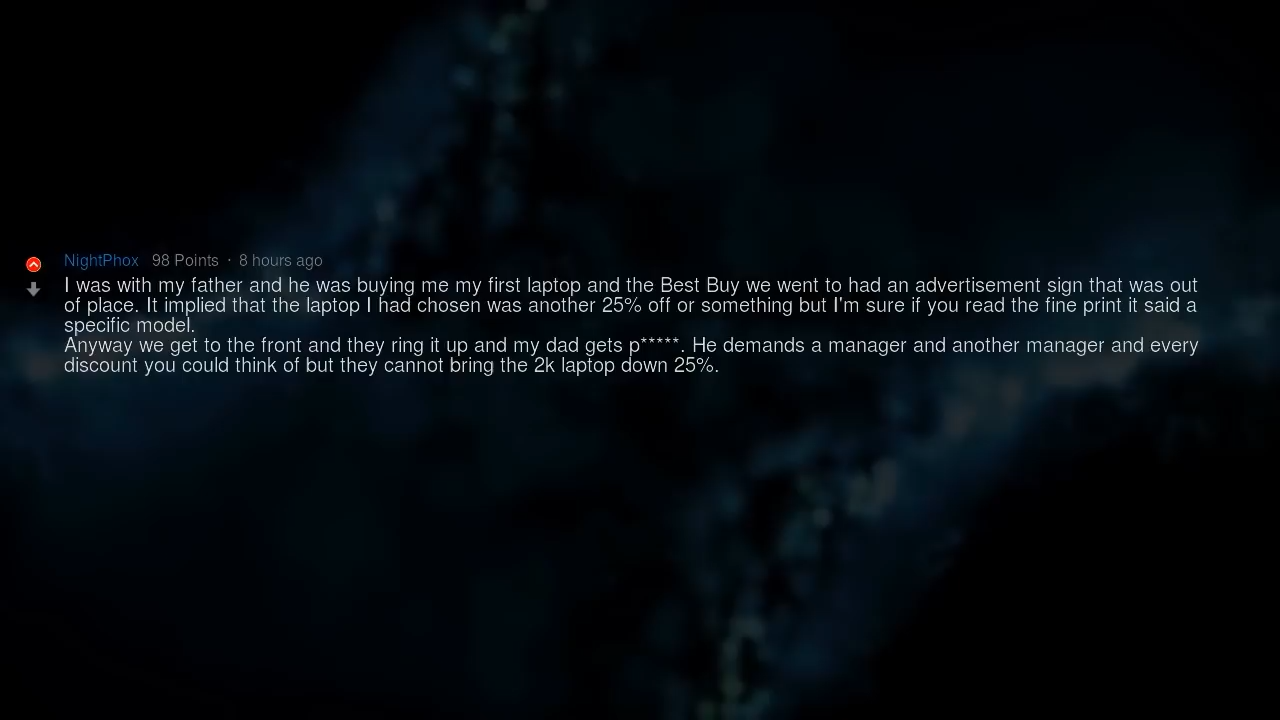 NightPhox 98 Points · 8 hours ago
I was with my father and he was buying me my first laptop and the Best Buy we went to had an advertisement sign that was out
of place. It implied that the laptop I had chosen was another 25% off or something but I'm sure if you read the fine print it said a
specific model.
Anyway we get to the front and they ring it up and my dad gets p*****. He demands a manager and another manager and every
discount you could think of but they cannot bring the 2k laptop down 25%.